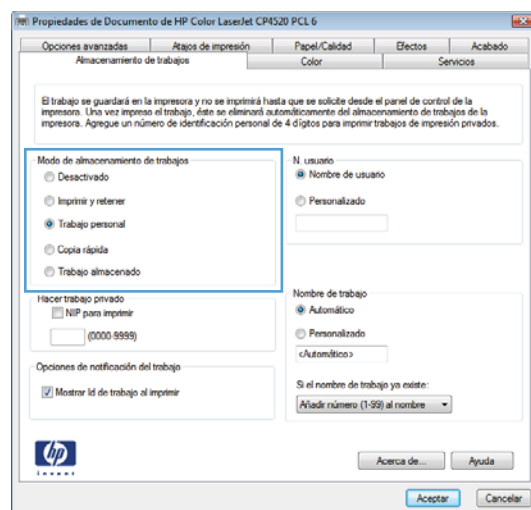 Propiedades de Documento de HP Color LaserJet CP4520 PCL 6
Opciones avanzadas Atajos de impresión Papel/Calidad Efectos Acabado
Almacenamiento de trabajos Color Servicios
El trabajo se guardará en la impresora y no se imprimirá hasta que se solicite desde el panel de control de la
impresora. Una vez impreso el trabajo, éste se eliminará automáticamente del almacenamiento de trabajos de la
impresora. Agregue un número de identificación personal de 4 dígitos para imprimir trabajos de impresión privados.
Modo de almacenamiento de trabajos
Desactivado
Imprimir y retener
Trabajo personal
Copia rápida
Trabajo almacenado
N. usuario
Nombre de usuario
Personalizado
Hacer trabajo privado
NIP para imprimir
(0000-9999)
Nombre de trabajo
Automático
Personalizado
<Automático>
Opciones de notificación del trabajo
Mostrar Id de trabajo al imprimir
Si el nombre de trabajo ya existe:
Añadir número (1-99) al nombre
hp
invent
Acerca de... Ayuda
Aceptar Cancelar